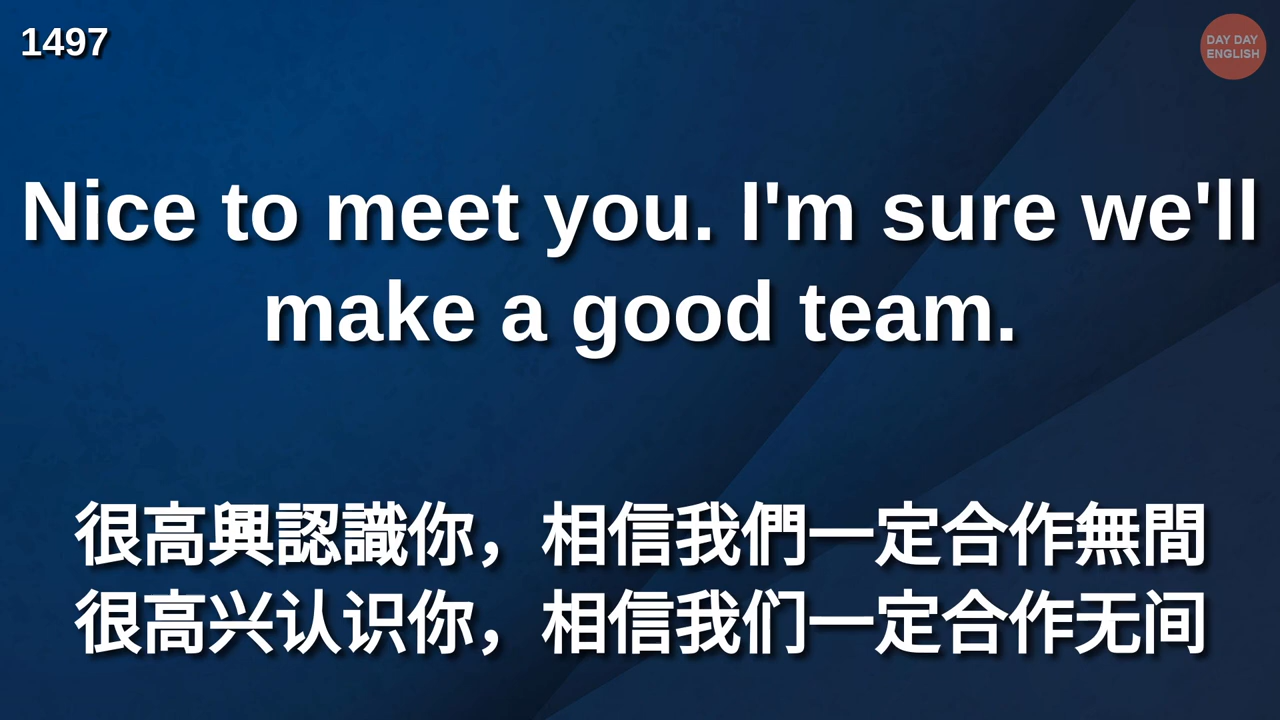 1497
DAY DAY
ENGLISH
Nice to meet you. I'm sure we'll
make a good team.
很高興認識你，相信我們一定合作無間
很高兴认识你，相信我们一定合作无间